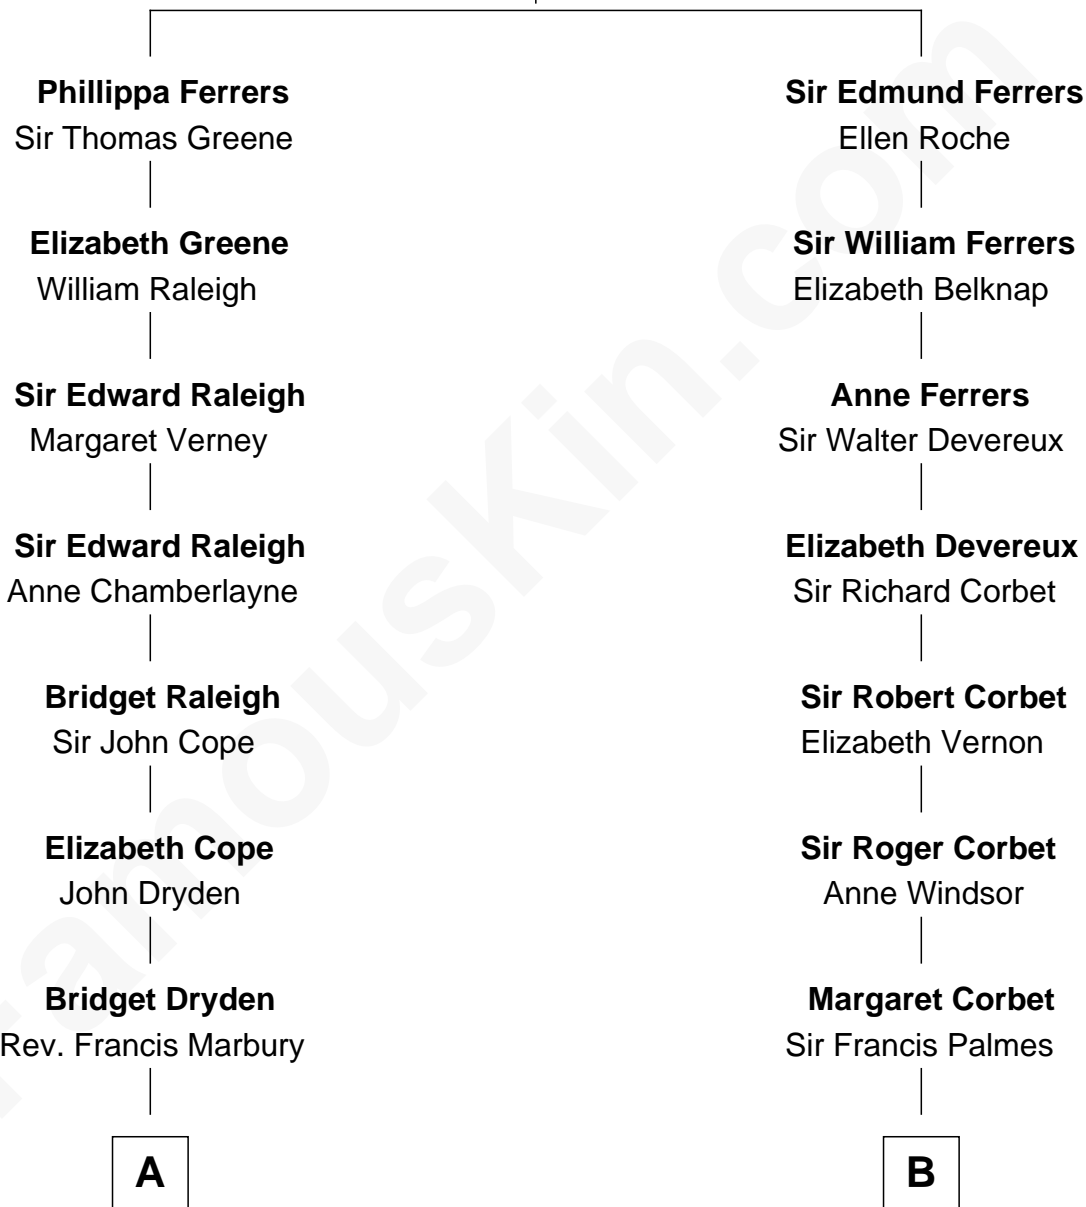 Phillippa Ferrers
Sir Thomas Greene
Elizabeth Greene
William Raleigh
Sir Edward Raleigh
Margaret Verney
Sir Edward Raleigh
Anne Chamberlayne
Bridget Raleigh
Sir John Cope
Elizabeth Cope
John Dryden
Bridget Dryden
Rev. Francis Marbury
A
Sir Edmund Ferrers
Ellen Roche
Sir William Ferrers
Elizabeth Belknap
Anne Ferrers
Sir Walter Devereux
Elizabeth Devereux
Sir Richard Corbet
Sir Robert Corbet
Elizabeth Vernon
Sir Roger Corbet
Anne Windsor
Margaret Corbet
Sir Francis Palmes
B
FamousKin.com